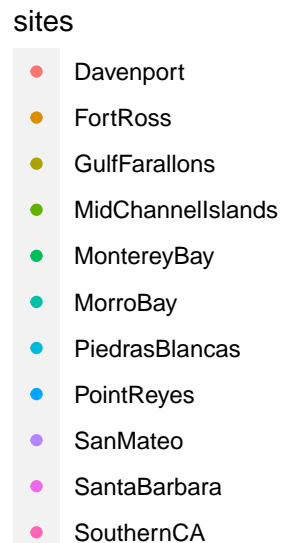 sites
Davenport
FortRoss
GulfFarallons
MidChannelIslands
MontereyBay
MorroBay
PiedrasBlancas
PointReyes
SanMateo
SantaBarbara
SouthernCA